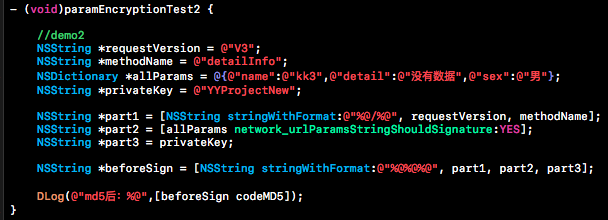 - (void)paramEncryptionTest2 {
//demo2
NSString *requestVersion = @"V3";
NSString *methodName = @"detailInfo";
NSDictionary *allParams = @{@"name":@"kk3",@"detail":@"没有数据",@"sex":@"男"};
NSString *privateKey = @"YYProjectNew";
NSString *part1 = [NSString stringWithFormat:@"%@/%@", requestVersion, methodName];
NSString *part2 = [allParams network_urlParamsStringShouldSignature:YES];
NSString *part3 = privateKey;
NSString *beforeSign = [NSString stringWithFormat:@"%@%@%@", part1, part2, part3];
DLog(@"md5后：%@",[beforeSign codeMD5]);
}